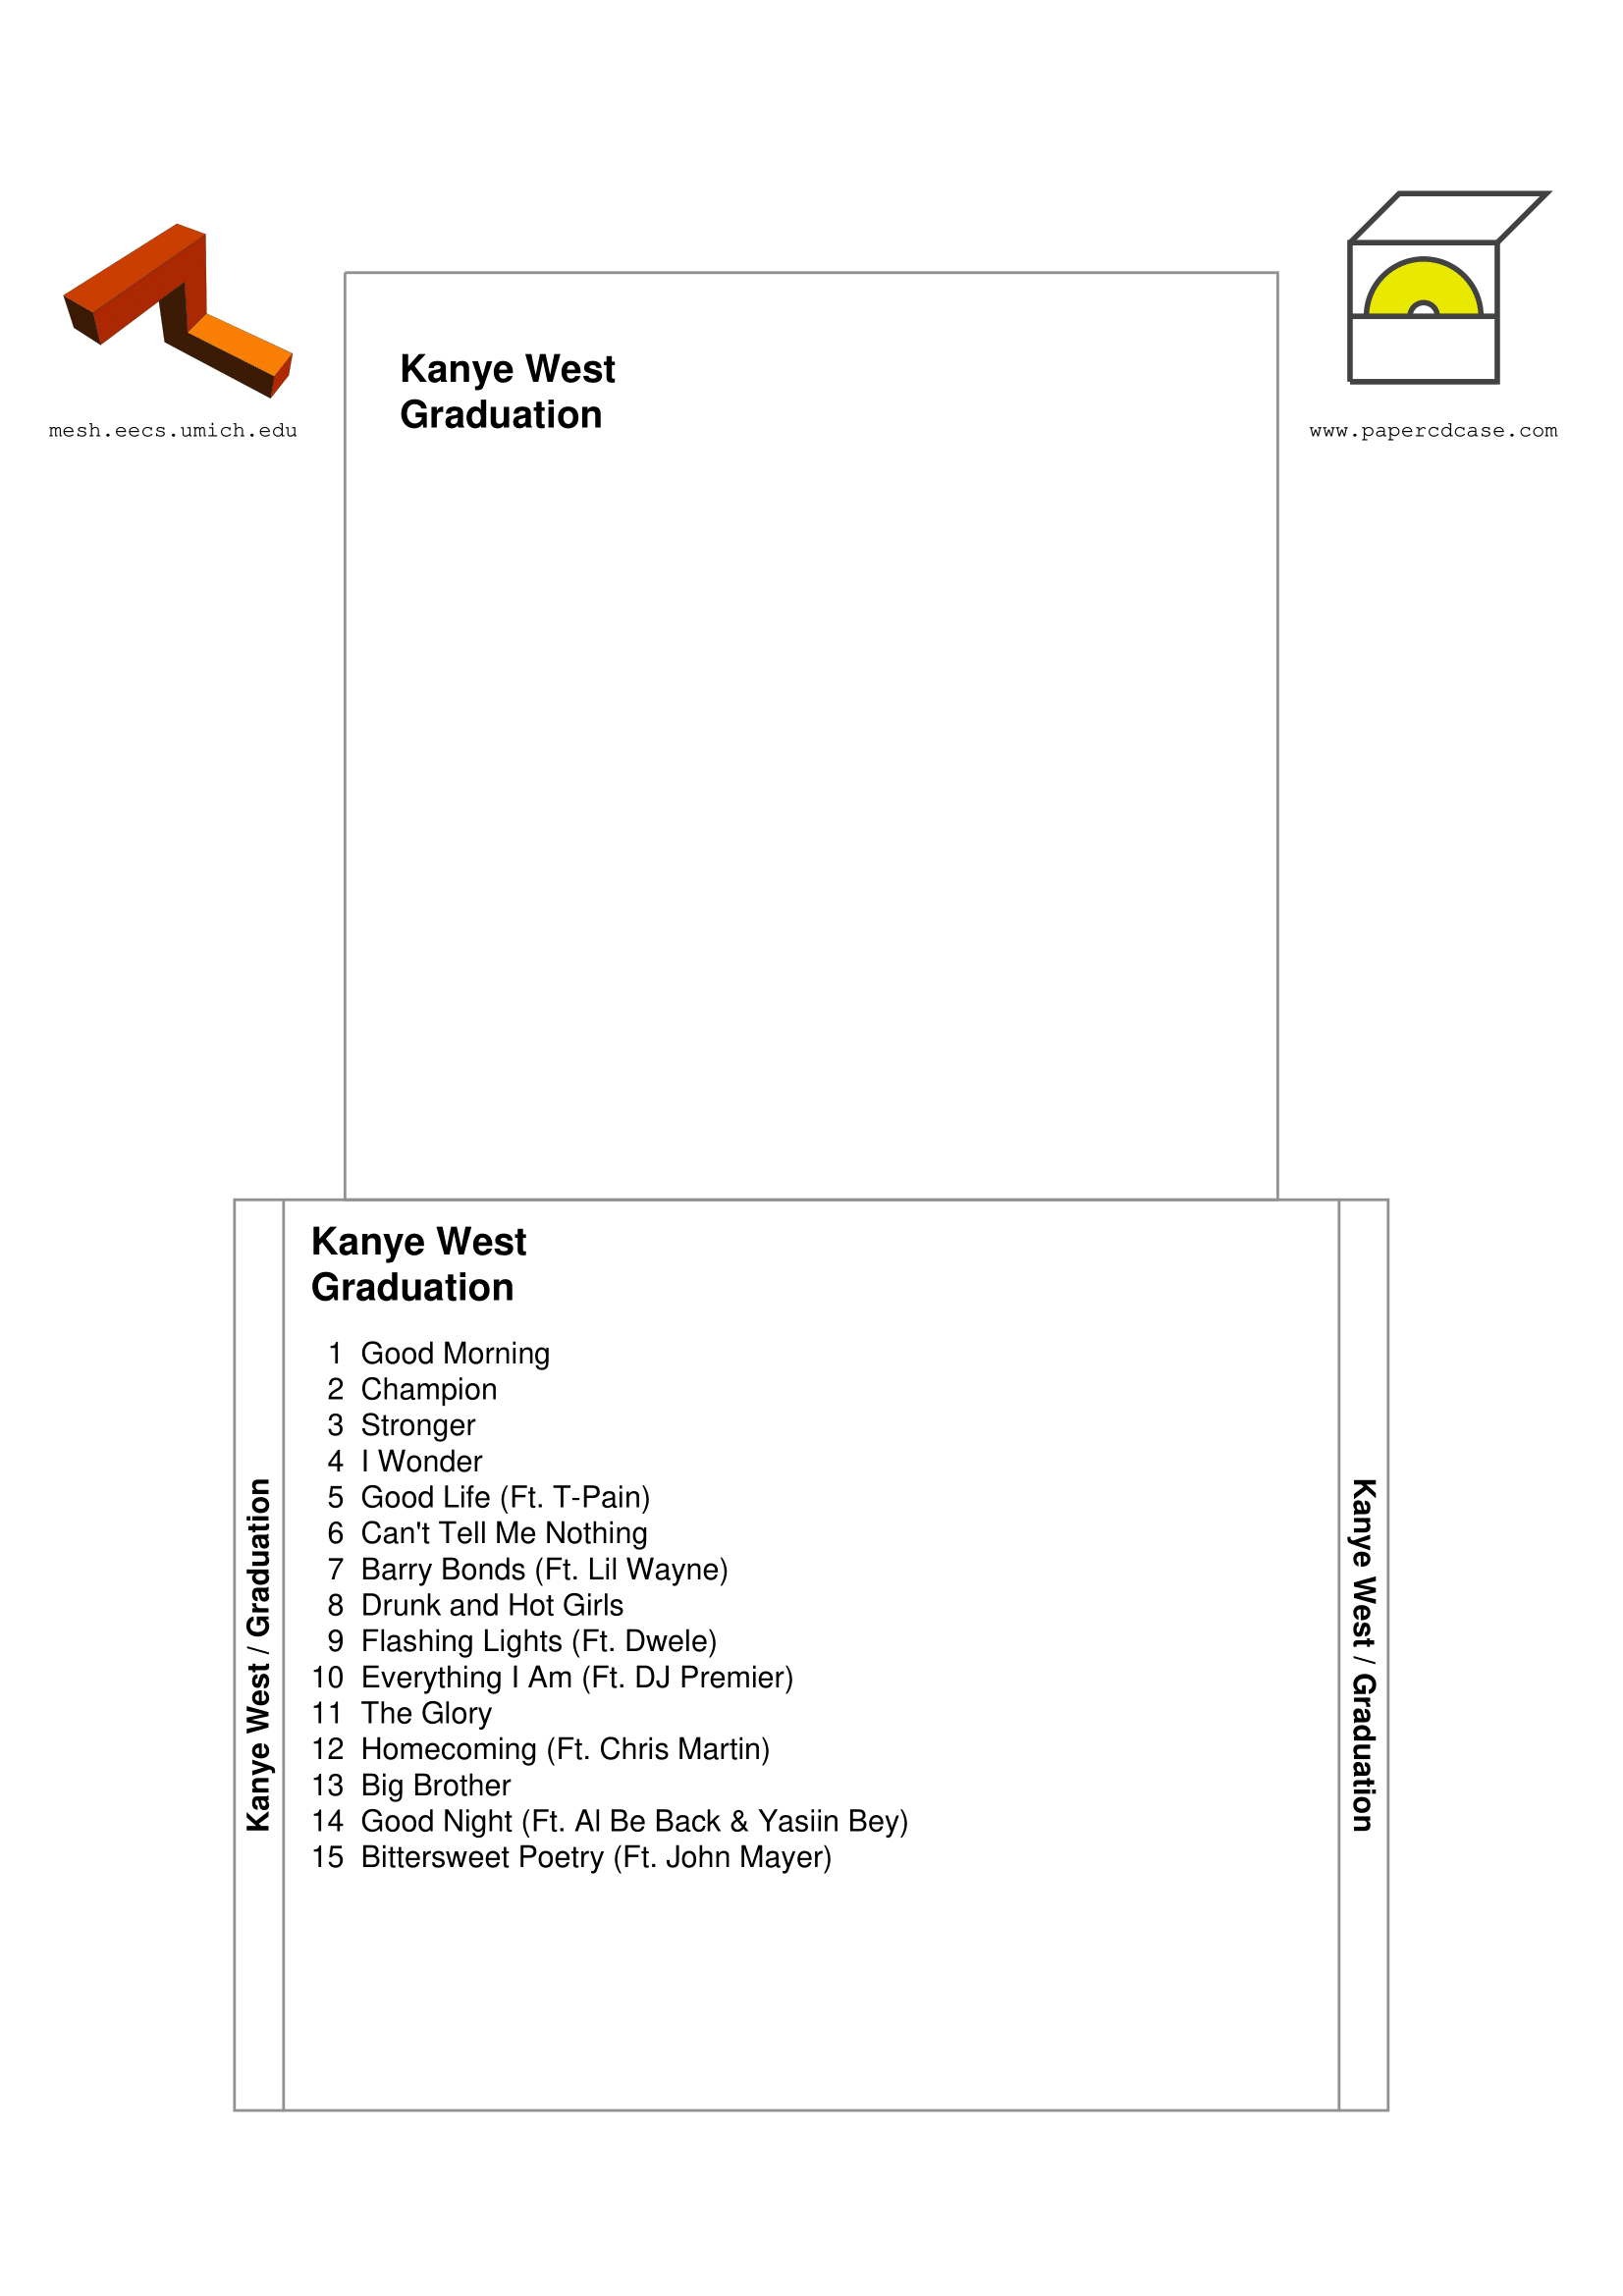 mesh.eecs.umich.edu
www.papercdcase.com
Kanye West
Graduation
Kanye West
Graduation
1 Good Morning
2 Champion
3 Stronger
4 I Wonder
5 Good Life (Ft. T-Pain)
6 Can't Tell Me Nothing
7 Barry Bonds (Ft. Lil Wayne)
8 Drunk and Hot Girls
9 Flashing Lights (Ft. Dwele)
10 Everything I Am (Ft. DJ Premier)
11 The Glory
12 Homecoming (Ft. Chris Martin)
13 Big Brother
14 Good Night (Ft. Al Be Back & Yasiin Bey)
15 Bittersweet Poetry (Ft. John Mayer)
Kanye West / Graduation
Kanye West / Graduation